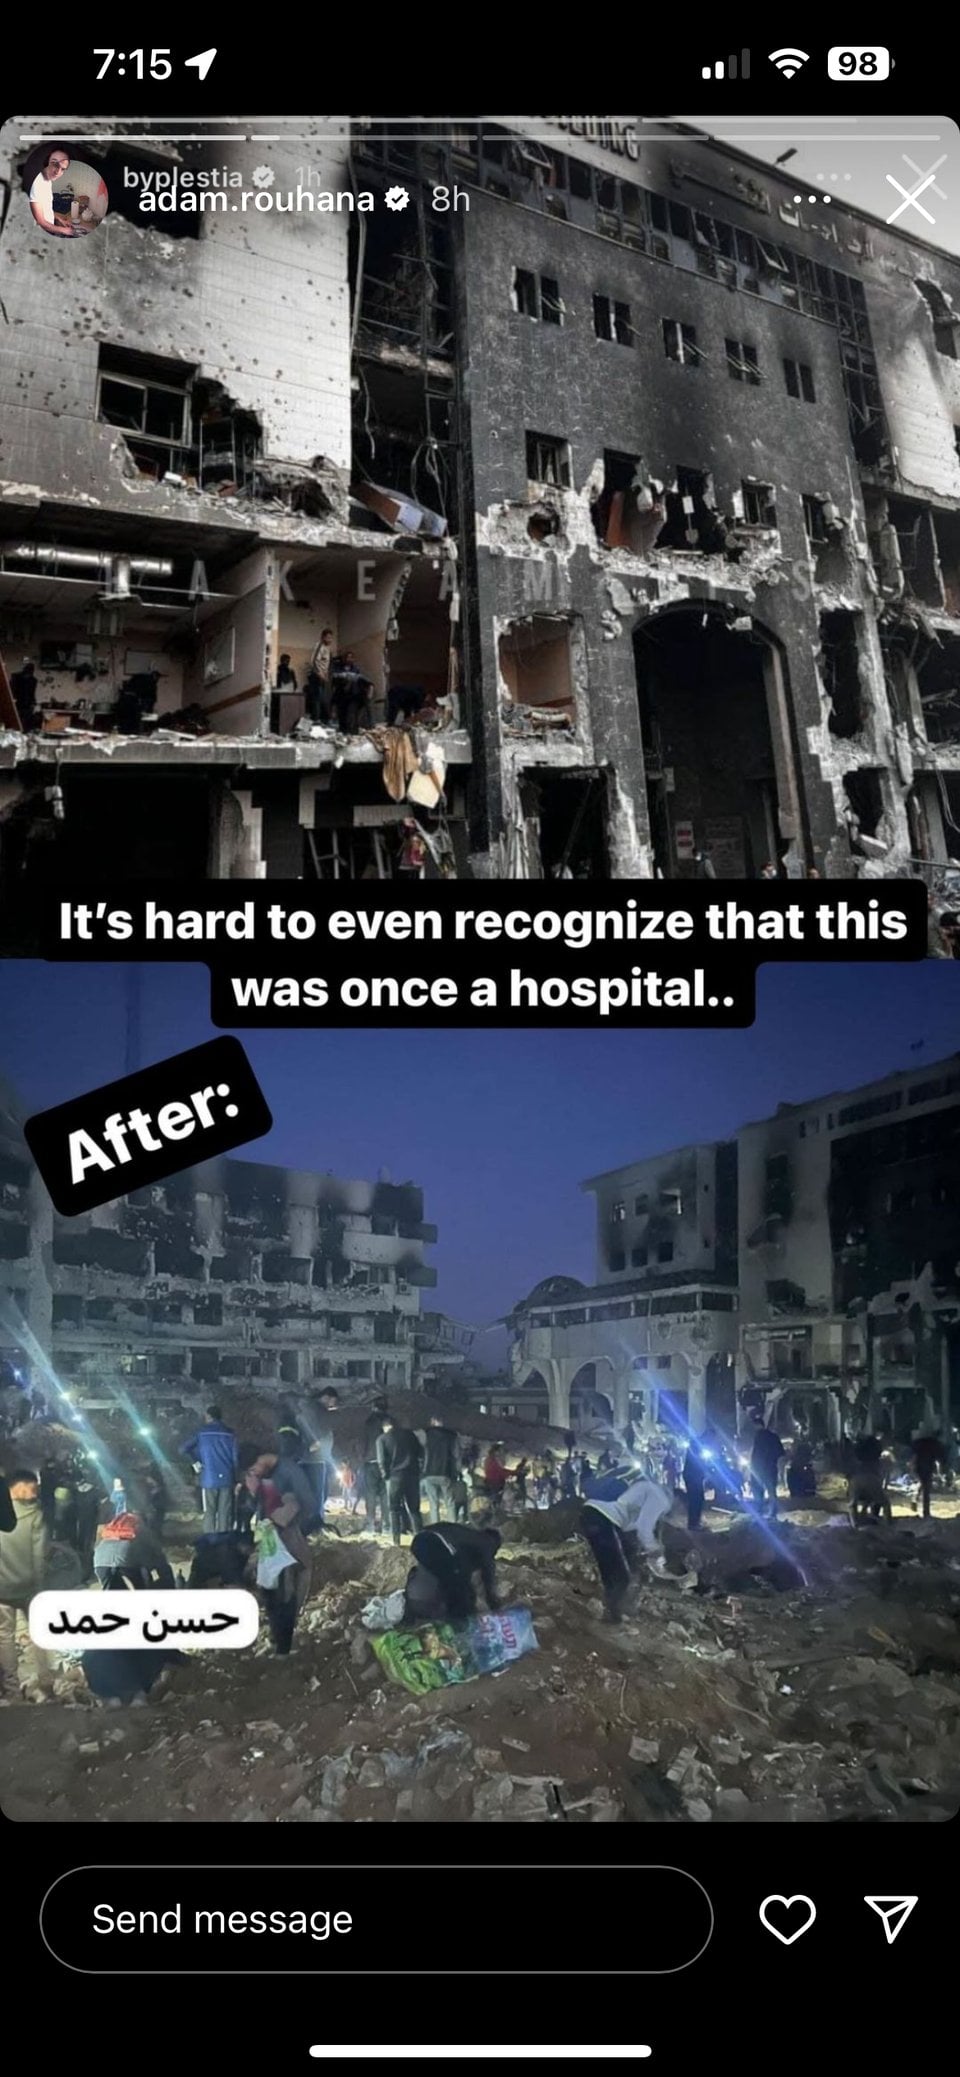 7:15
98
byplestia 1h
adam.rouhana 8h
It's hard to even recognize that this
was once a hospital..
After:
حسن حمد
Send message